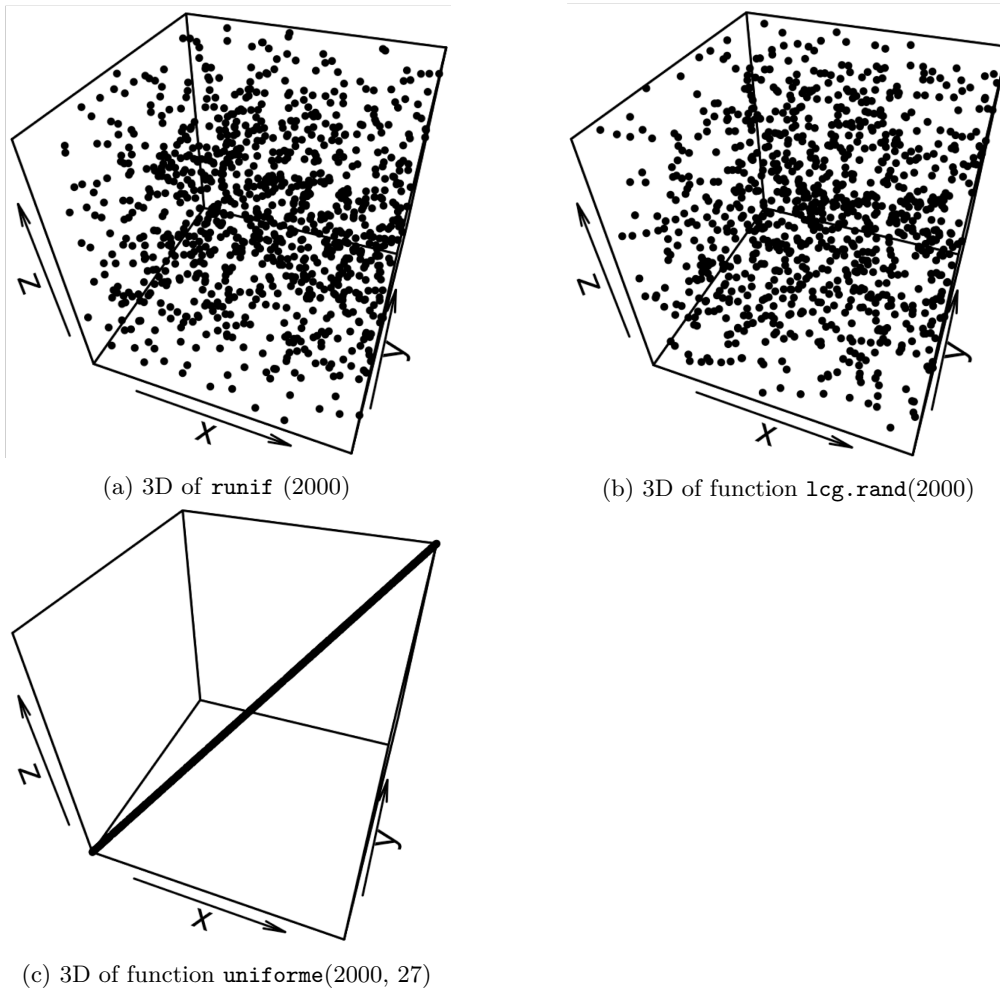 Z
Y
X
(a) 3D of runif (2000)
Z
Y
X
(b) 3D of function lcg.rand(2000)
Z
Y
X
(c) 3D of function uniforme(2000, 27)